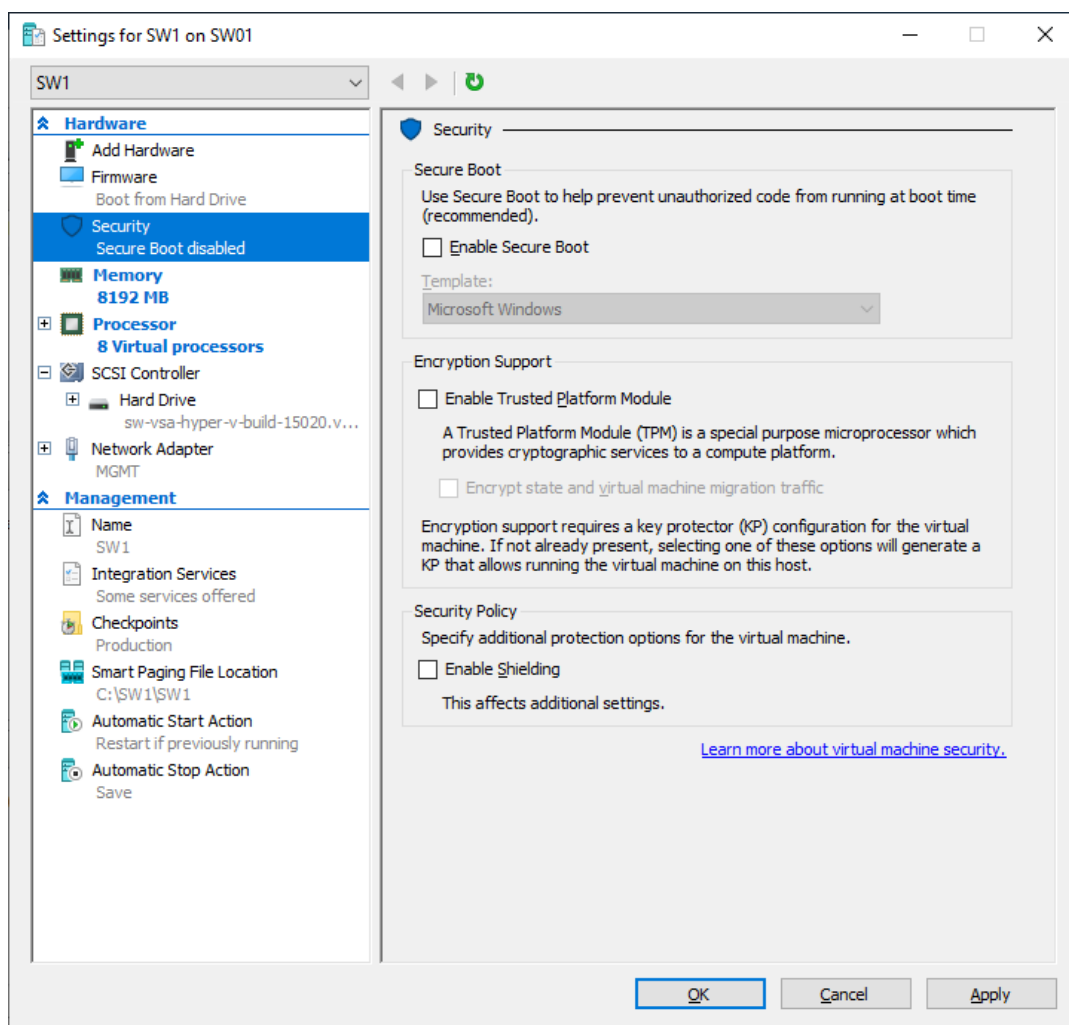 Settings for SW1 on SW01
SW1
Hardware
Add Hardware
Firmware
Boot from Hard Drive
Security
Secure Boot disabled
Memory
8192 MB
Processor
8 Virtual processors
SCSI Controller
Hard Drive
sw-vsa-hyper-v-build-15020.v...
Network Adapter
MGMT
Management
Name
SW1
Integration Services
Some services offered
Checkpoints
Production
Smart Paging File Location
C:\SW1\SW1
Automatic Start Action
Restart if previously running
Automatic Stop Action
Save
Security
Secure Boot
Use Secure Boot to help prevent unauthorized code from running at boot time
(recommended).
Enable Secure Boot
Template:
Microsoft Windows
Encryption Support
Enable Trusted Platform Module
A Trusted Platform Module (TPM) is a special purpose microprocessor which
provides cryptographic services to a compute platform.
Encrypt state and virtual machine migration traffic
Encryption support requires a key protector (KP) configuration for the virtual
machine. If not already present, selecting one of these options will generate a
KP that allows running the virtual machine on this host.
Security Policy
Specify additional protection options for the virtual machine.
Enable Shielding
This affects additional settings.
Learn more about virtual machine security.
OK
Cancel
Apply